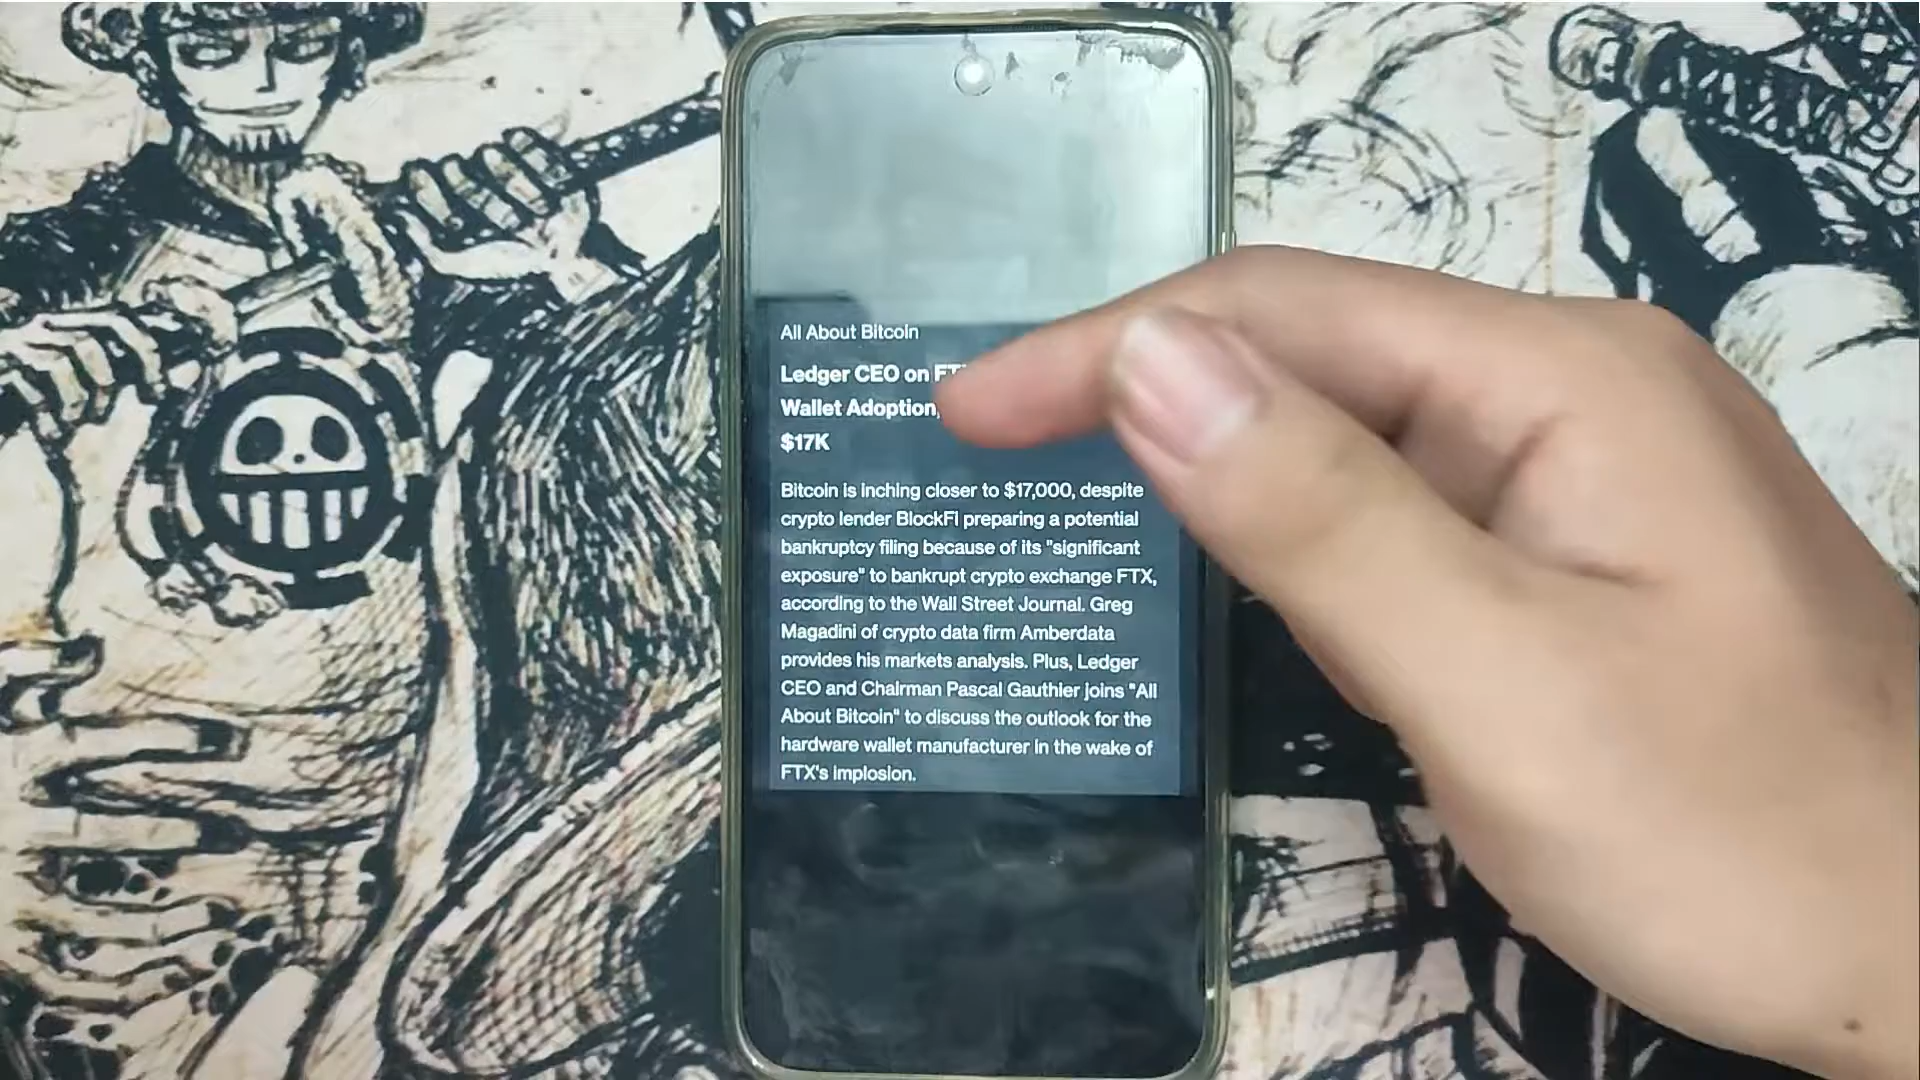 All About Bitcoin
Ledger CEO on
Wallet Adoption,
$17K
Bitcoin is inching closer to $17,000, despite
crypto lender BlockFi preparing a potential
bankruptcy filing because of its "significant
exposure" to bankrupt crypto exchange FTX,
according to the Wall Street Journal. Greg
Magadini of crypto data firm Amberdata
provides his markets analysis. Plus, Ledger
CEO and Chairman Pascal Gauthier joins "All
About Bitcoin" to discuss the outlook for the
hardware wallet manufacturer in the wake of
FTX's implosion.